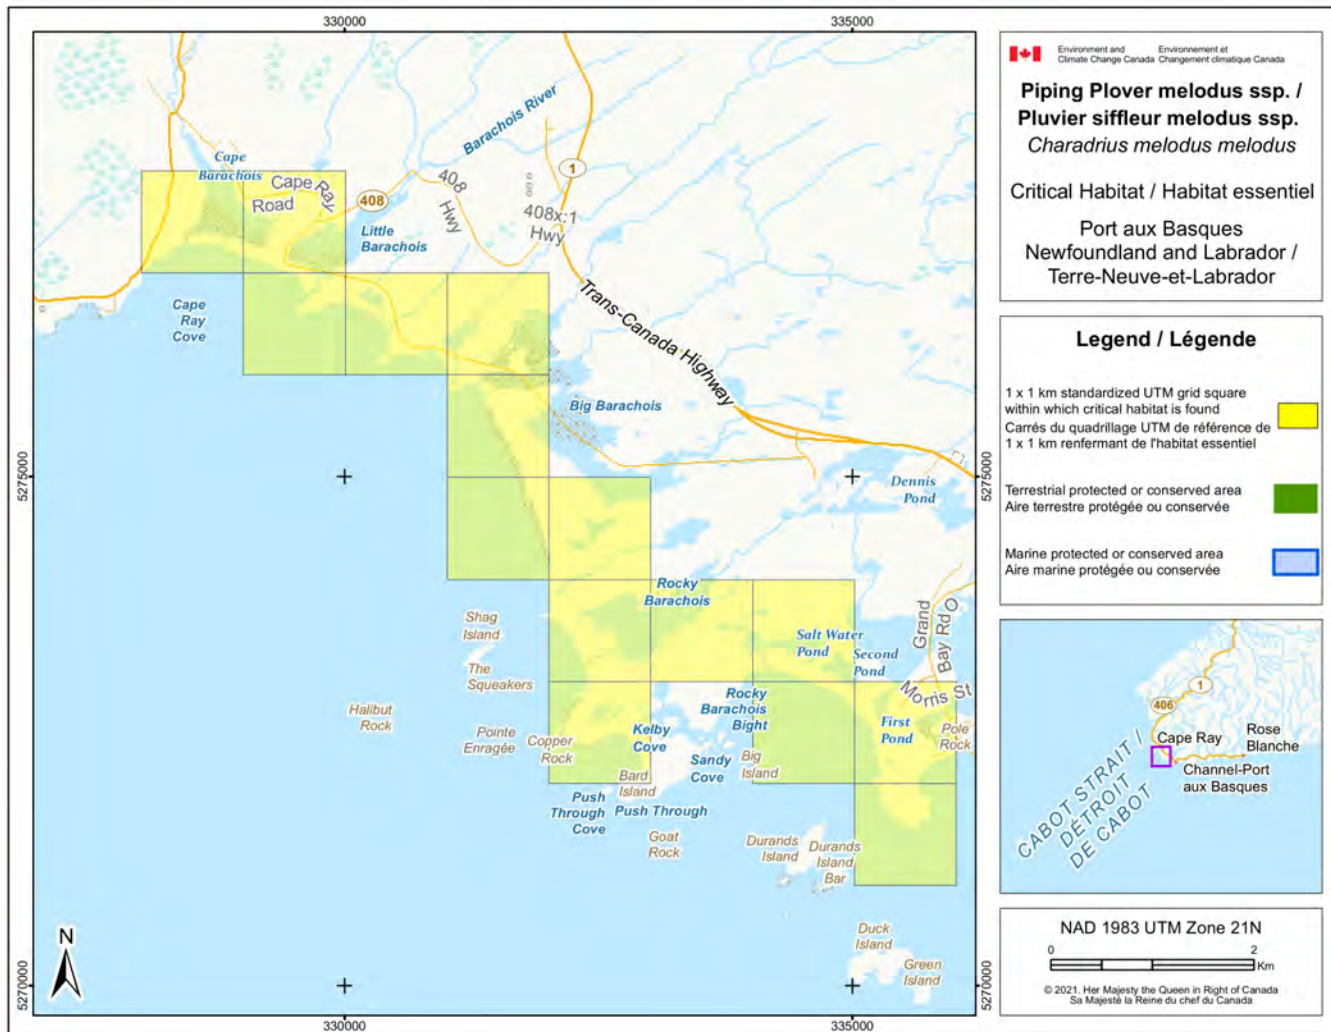 330000
335000
Barachois River
Cape
Barachois
1
Cape Ray
Road
408
408
Hwy
408x:1
Hwy
Little
Barachois
Trans-Canada Highway
Cape
Ray
Cove
Big Barachois
5275000
5275000
Dennis
Pond
Rocky
Barachois
Shag
Island
Salt Water
Pond
Second
Pond
Grand
Bay Rd
The
Squeakers
Morris St
Halibut
Rock
Rocky
Barachois
Bight
First
Pond
Pole
Rock
Pointe
Enragée
Copper
Rock
Kelby
Cove
Sandy
Cove
Big
Island
Bard
Island
Push
Through
Cove
Push Through
Goat
Rock
Durands
Island
Durands
Island
Bar
Duck
Island
Green
Island
N
5270000
5270000
330000
335000
Environment and
Climate Change Canada
Environnement et
Changement climatique Canada
Piping Plover melodus ssp. /
Pluvier siffleur melodus ssp.
Charadrius melodus melodus
Critical Habitat / Habitat essentiel
Port aux Basques
Newfoundland and Labrador /
Terre-Neuve-et-Labrador
Legend / Légende
1 x 1 km standardized UTM grid square
within which critical habitat is found
Carrés du quadrillage UTM de référence de
1 x 1 km renfermant de l'habitat essentiel
Terrestrial protected or conserved area
Aire terrestre protégée ou conservée
Marine protected or conserved area
Aire marine protégée ou conservée
1
406
Cape Ray
Rose
Blanche
Channel-Port
aux Basques
CABOT STRAIT /
DÉTROIT
DE CABOT
NAD 1983 UTM Zone 21N
0
2
Km
© 2021. Her Majesty the Queen in Right of Canada
Sa Majesté la Reine du chef du Canada